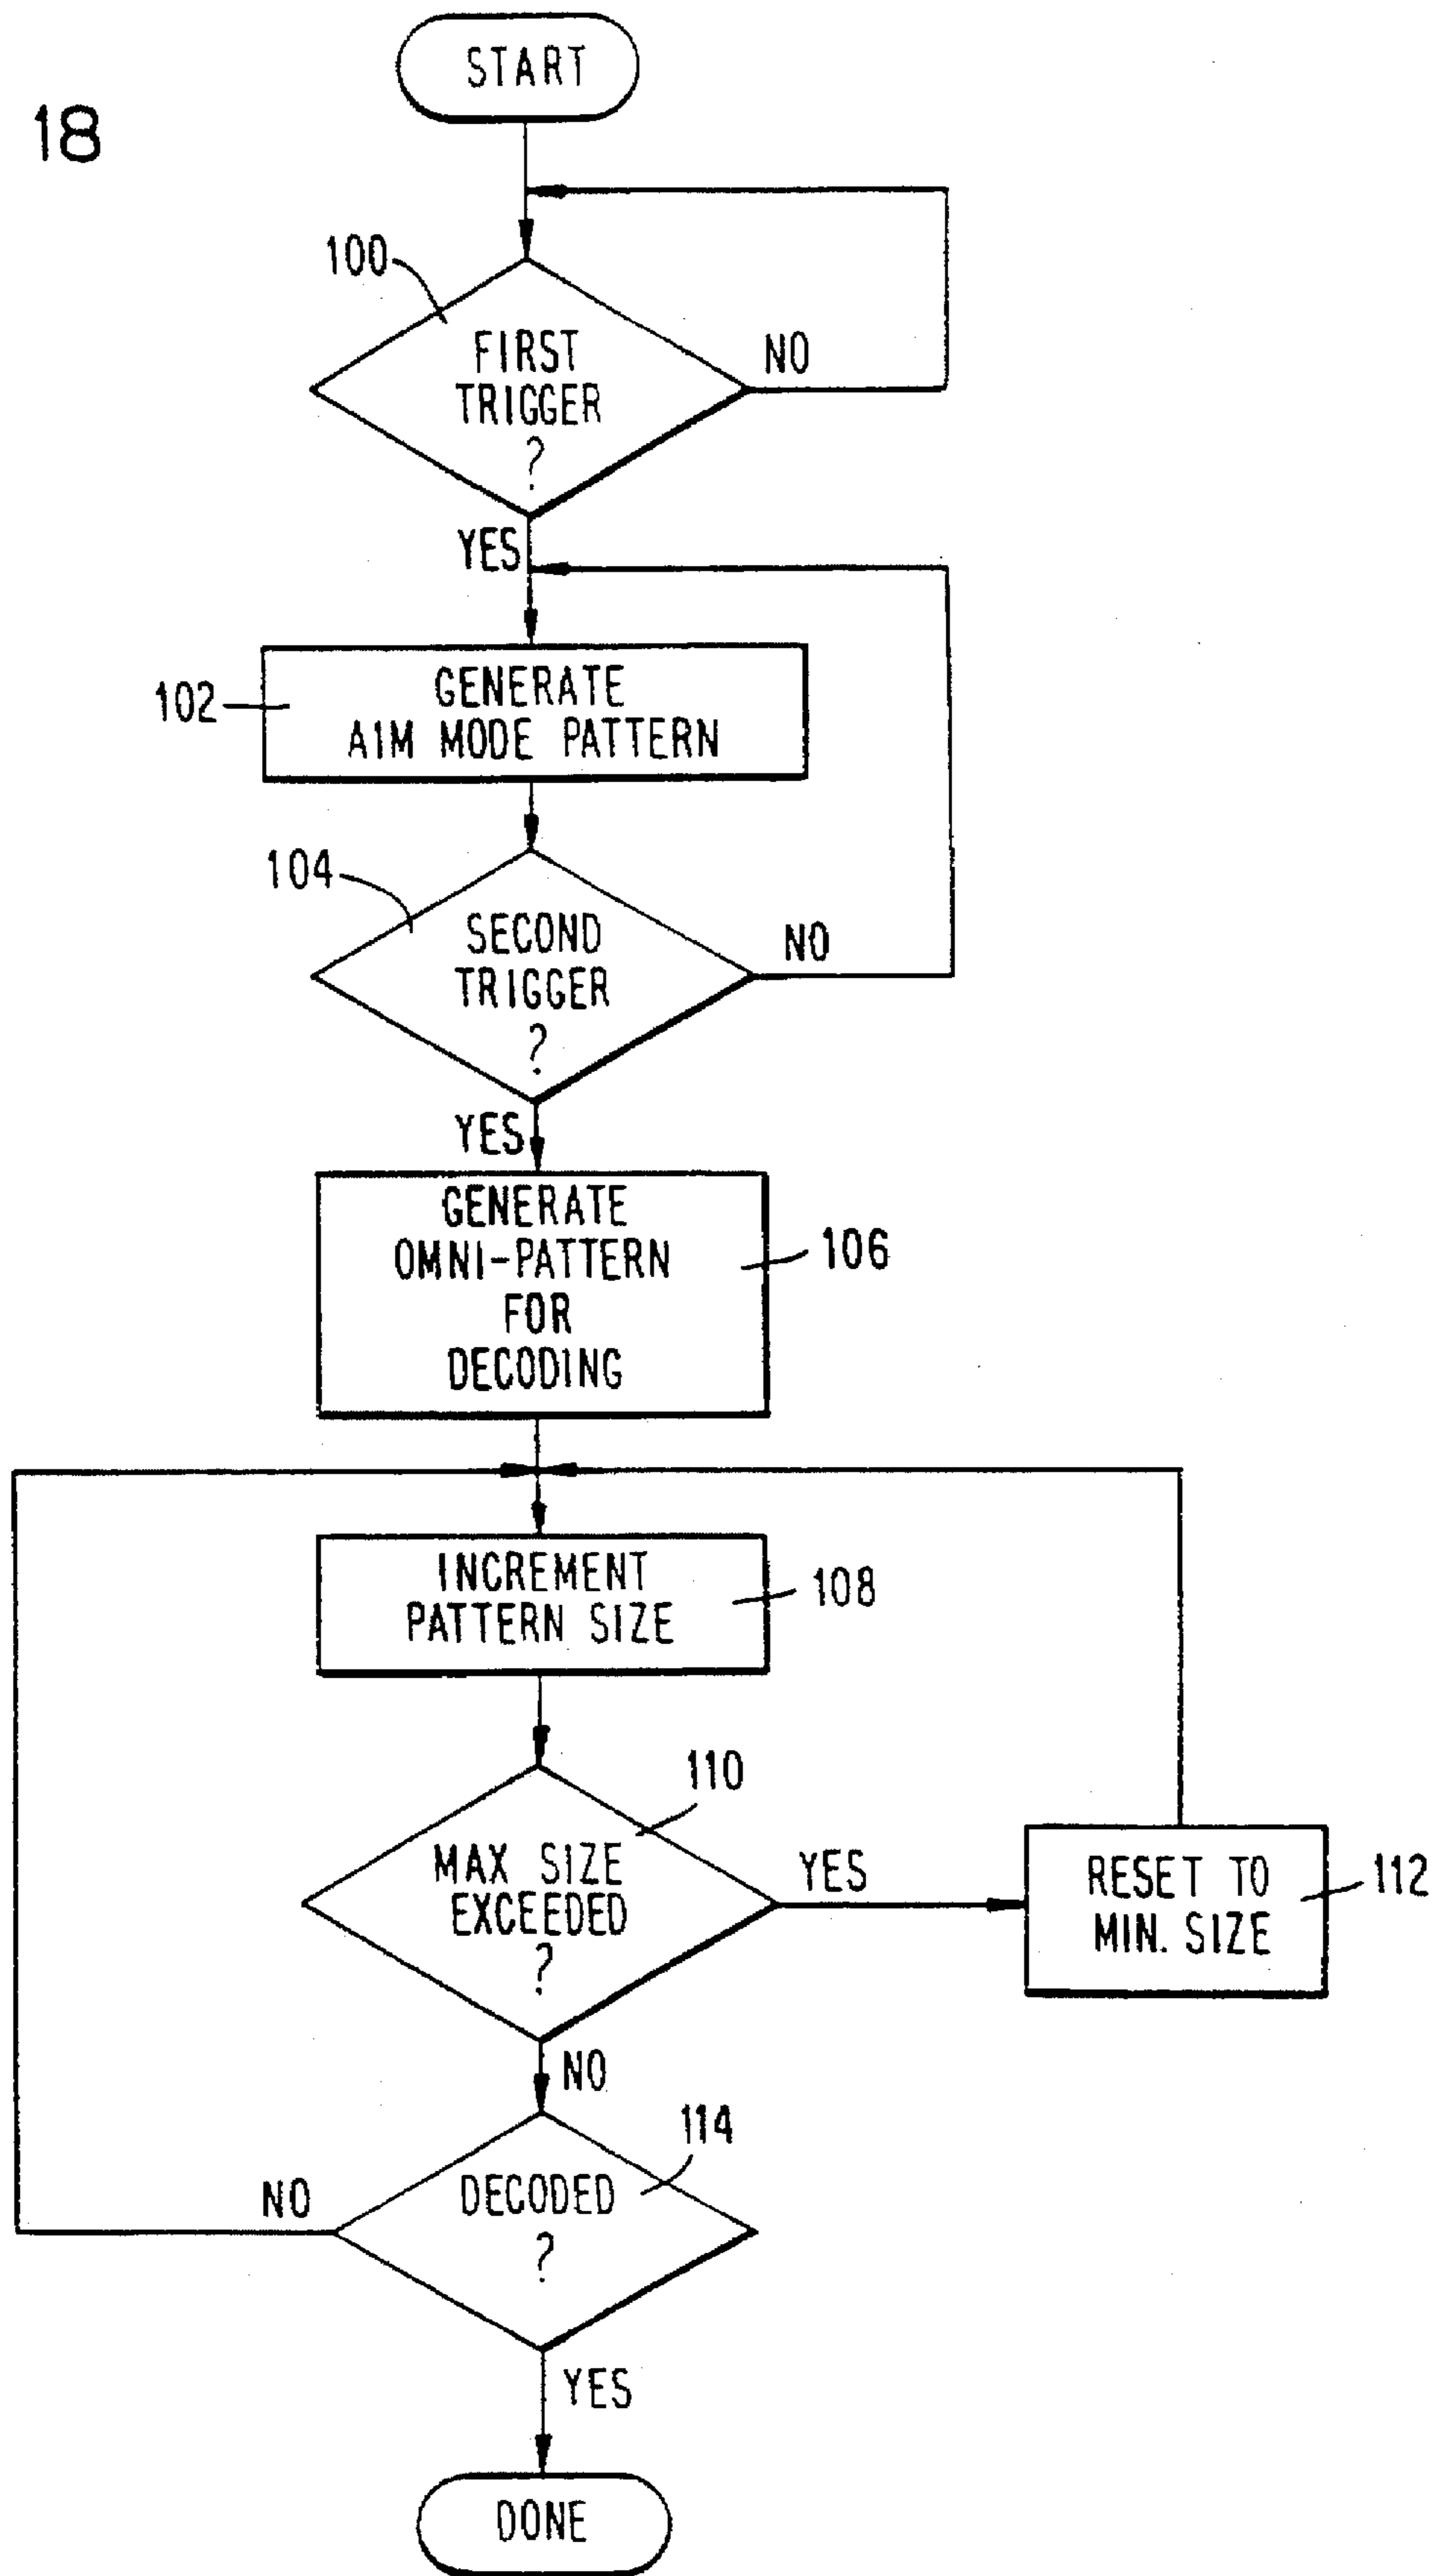 START
18
100
FIRST
TRIGGER
?
NO
YES
102
GENERATE
AIM MODE PATTERN
104
SECOND
TRIGGER
?
NO
YES
GENERATE
OMNI-PATTERN
FOR
DECODING
106
INCREMENT
PATTERN SIZE
108
110
MAX SIZE
EXCEEDED
?
YES
RESET TO
MIN. SIZE
112
NO
114
DECODED
?
NO
YES
DONE